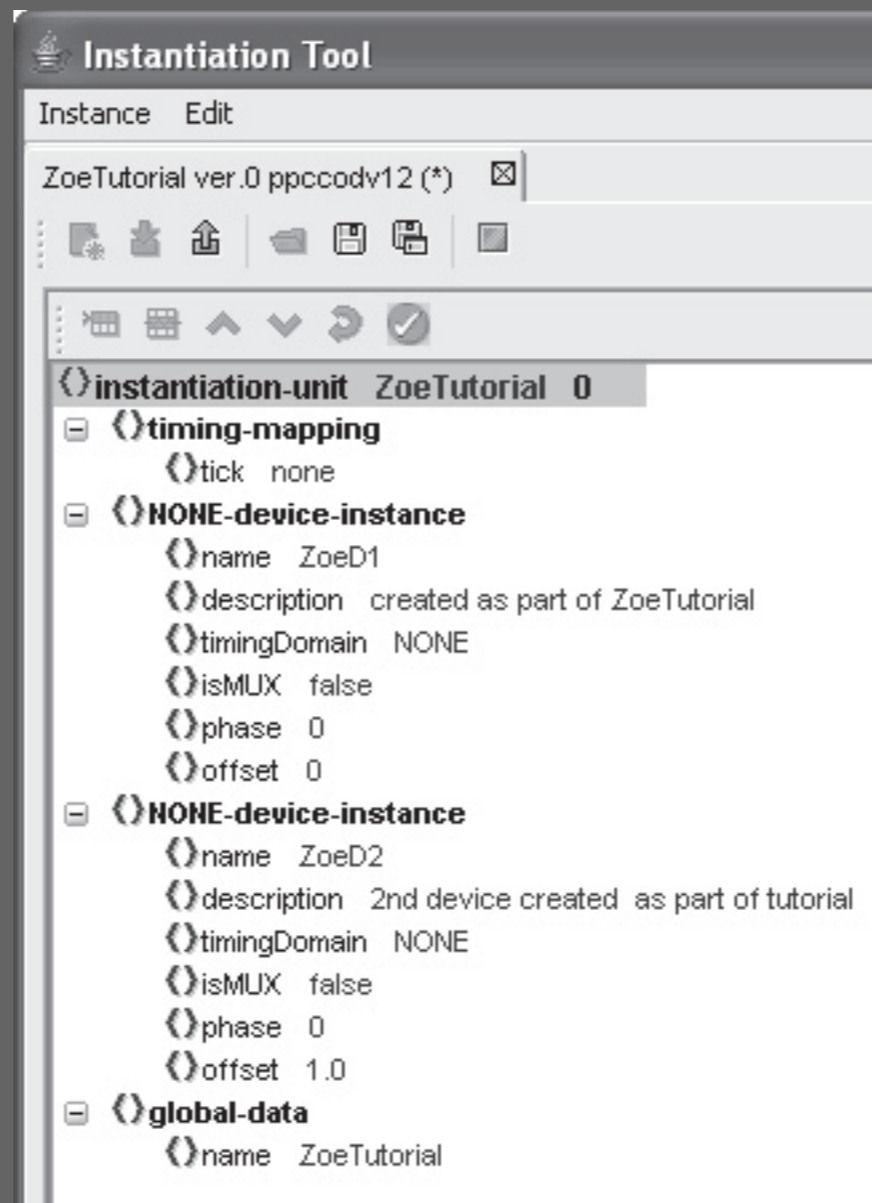 Instantiation Tool
Instance Edit
ZoeTutorial ver.0 ppccodv12 (*)
instantiation-unit ZoeTutorial 0
timing-mapping
tick none
NONE-device-instance
name ZoeD1
description created as part of ZoeTutorial
timingDomain NONE
isMUX false
phase 0
offset 0
NONE-device-instance
name ZoeD2
description 2nd device created as part of tutorial
timingDomain NONE
isMUX false
phase 0
offset 1.0
global-data
name ZoeTutorial